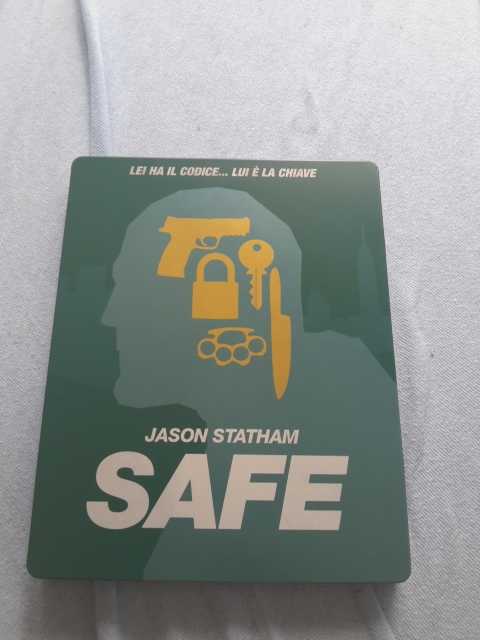 LEI HA IL CODICE... LUI È LA CHIAVE
JASON STATHAM
SAFE